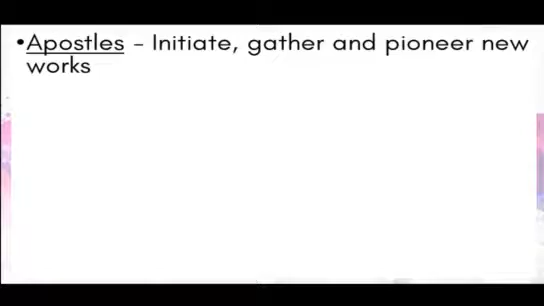 •Apostles - Initiate, gather and pioneer new
works